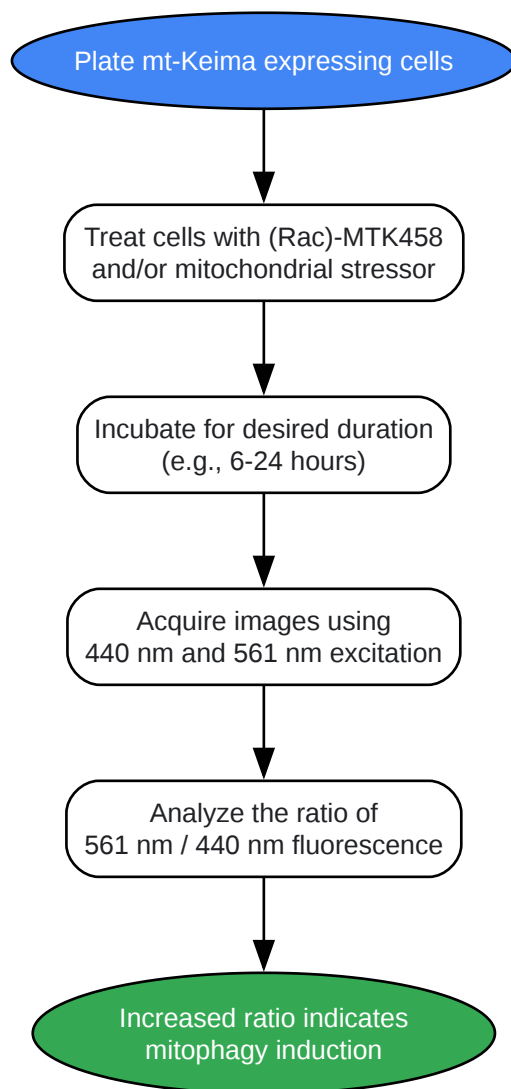 Plate mt-Keima expressing cells
Treat cells with (Rac)-MTK458
and/or mitochondrial stressor
Incubate for desired duration
(e.g., 6-24 hours)
Acquire images using
440 nm and 561 nm excitation
Analyze the ratio of
561 nm / 440 nm fluorescence
Increased ratio indicates
mitophagy induction